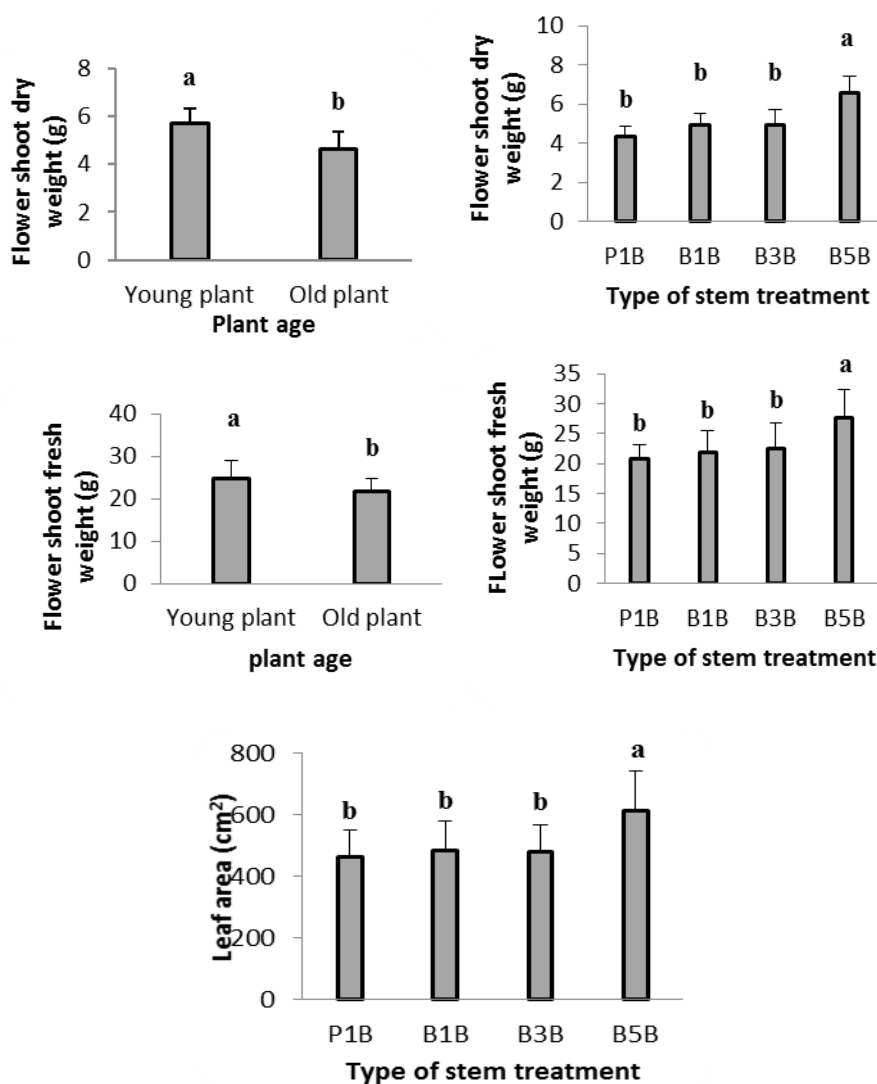 Flower shoot dry
weight (g)
8
6
4
2
0
a
b
Young plant
Old plant
Plant age
Flower shoot dry
weight (g)
10
8
6
4
2
0
b
b
b
a
P1B
B1B
B3B
B5B
Type of stem treatment
Flower shoot fresh
weight (g)
40
30
20
10
0
a
b
Young plant
Old plant
plant age
FLower shoot fresh
weight (g)
35
30
25
20
15
10
5
0
b
b
b
a
P1B
B1B
B3B
B5B
Type of stem treatment
Leaf area (cm²)
800
600
400
200
0
b
b
b
a
P1B
B1B
B3B
B5B
Type of stem treatment